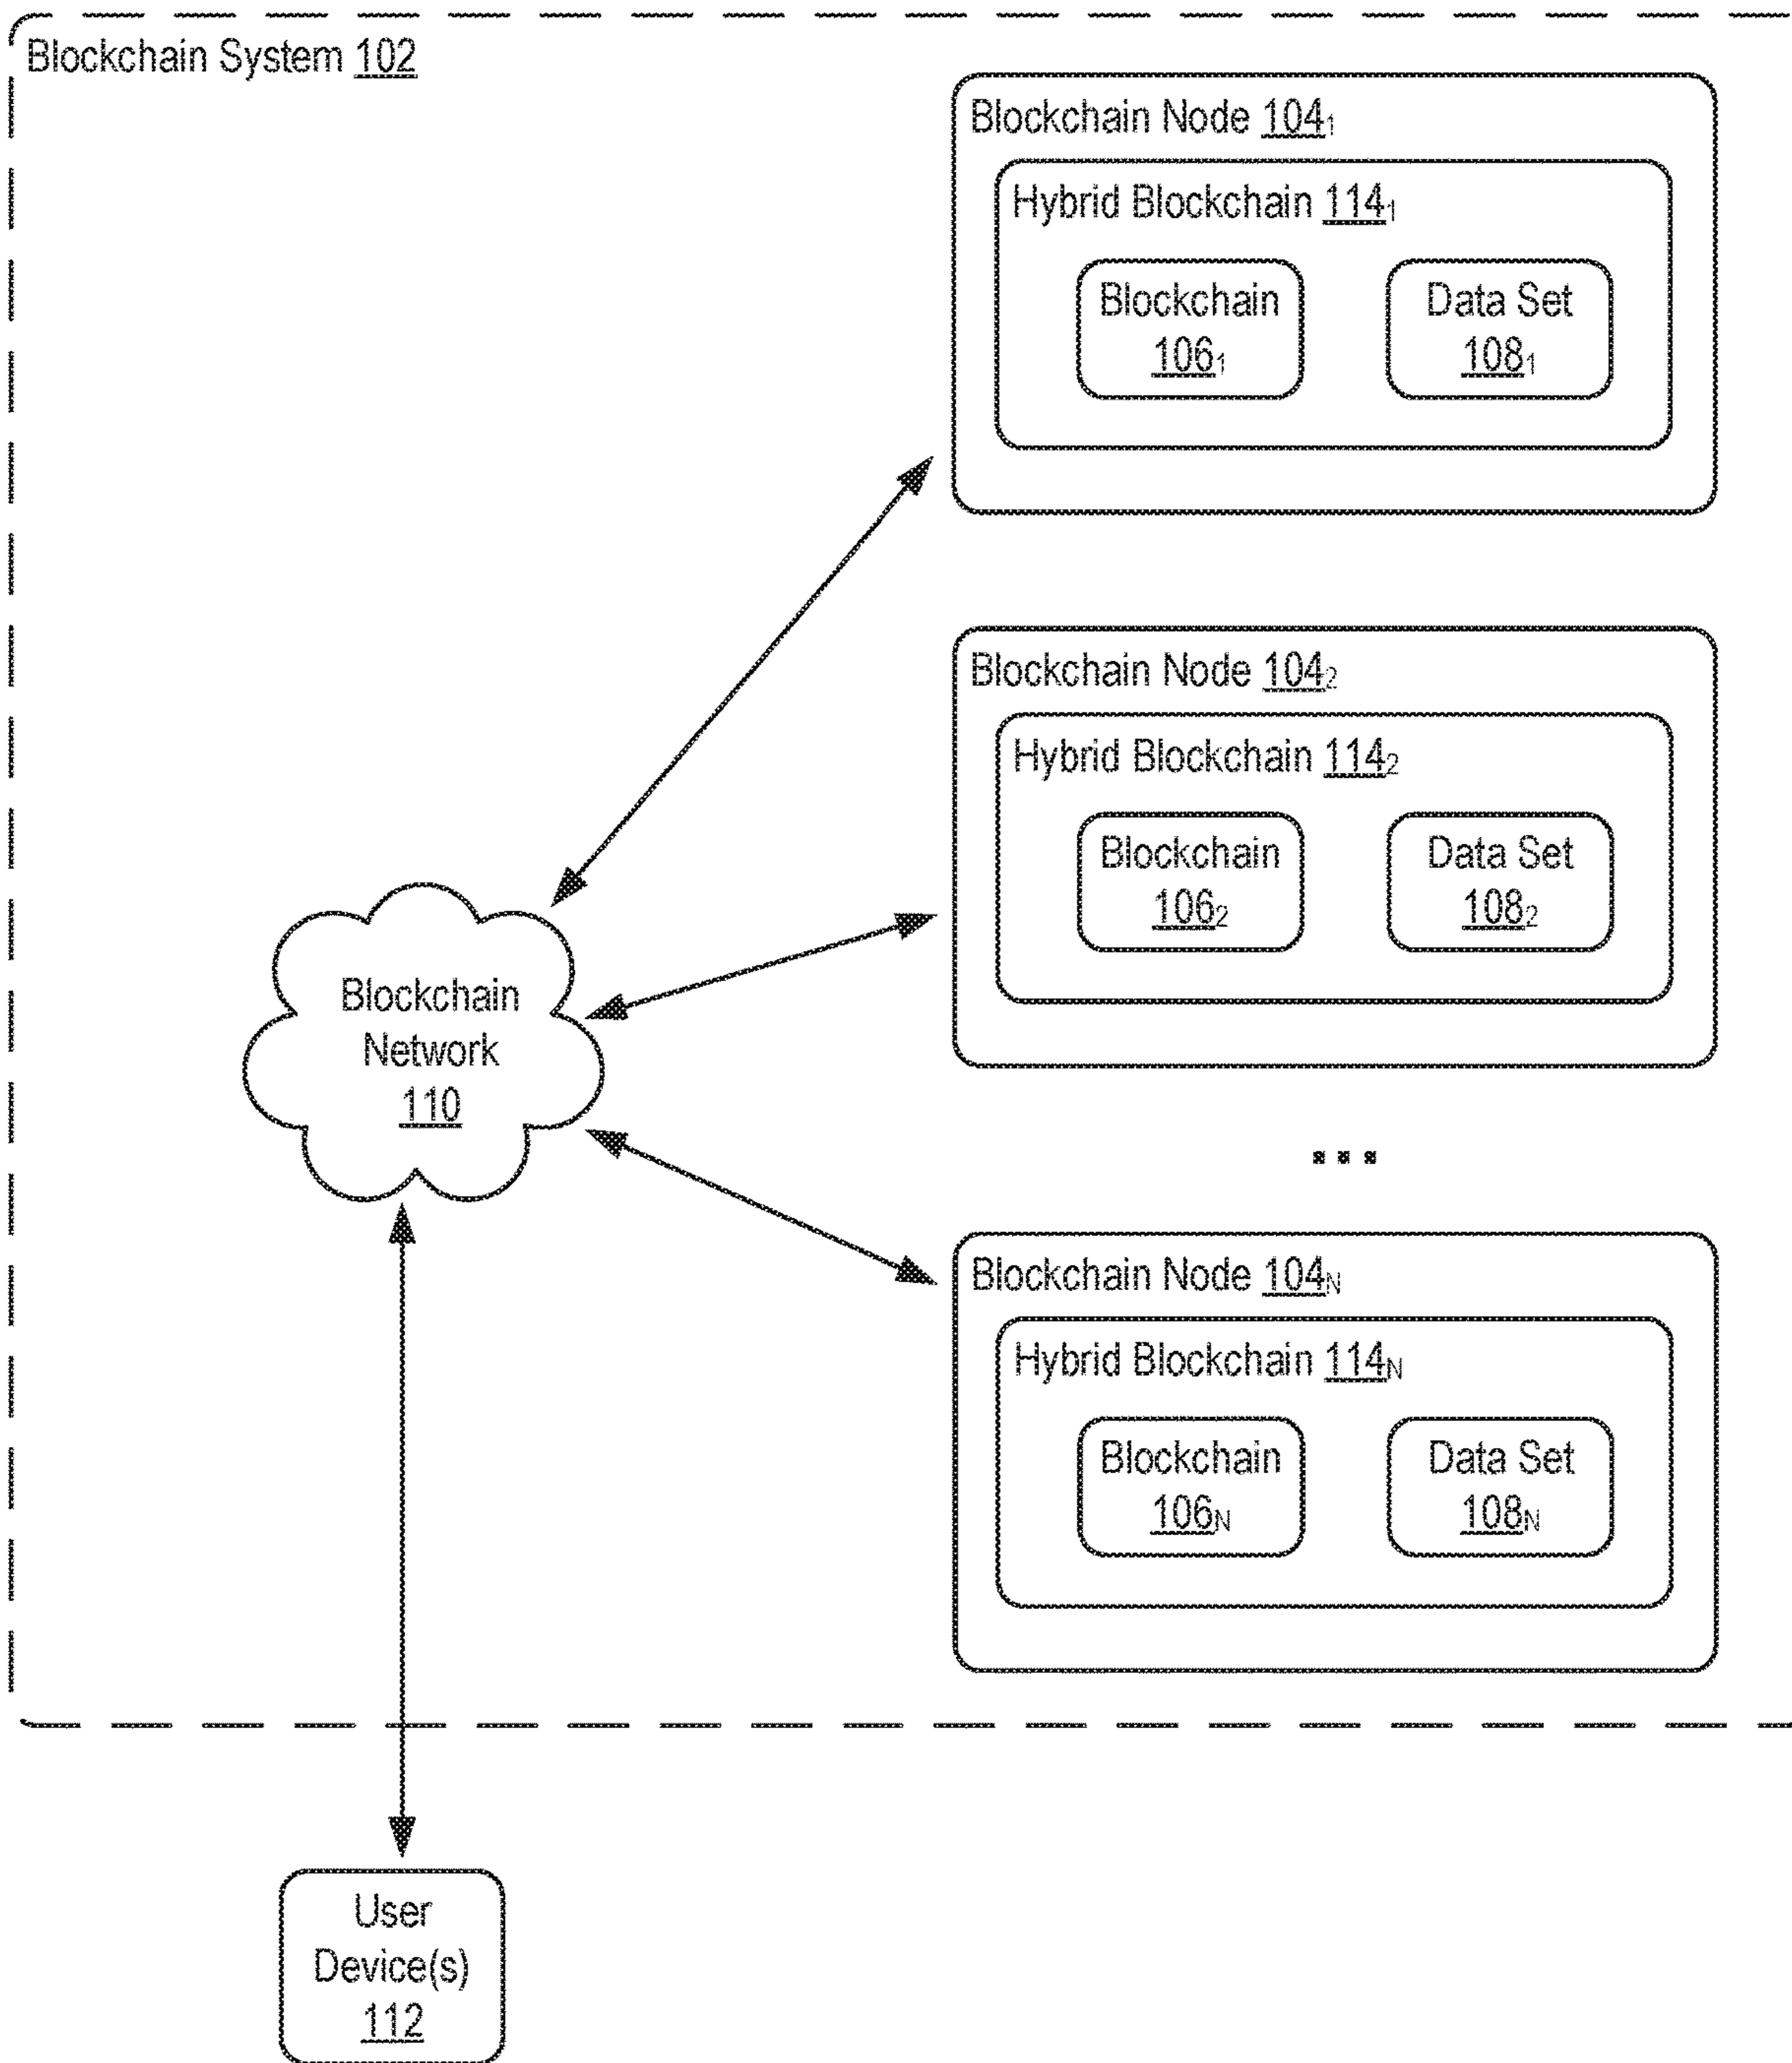 Blockchain System 102
Blockchain Node 104₁
Hybrid Blockchain 114₁
Blockchain
106₁
Data Set
108₁
Blockchain Node 104₂
Hybrid Blockchain 114₂
Blockchain
106₂
Data Set
108₂
Blockchain
Network
110
...
Blockchain Node 104N
Hybrid Blockchain 114N
Blockchain
106N
Data Set
108N
User
Device(s)
112